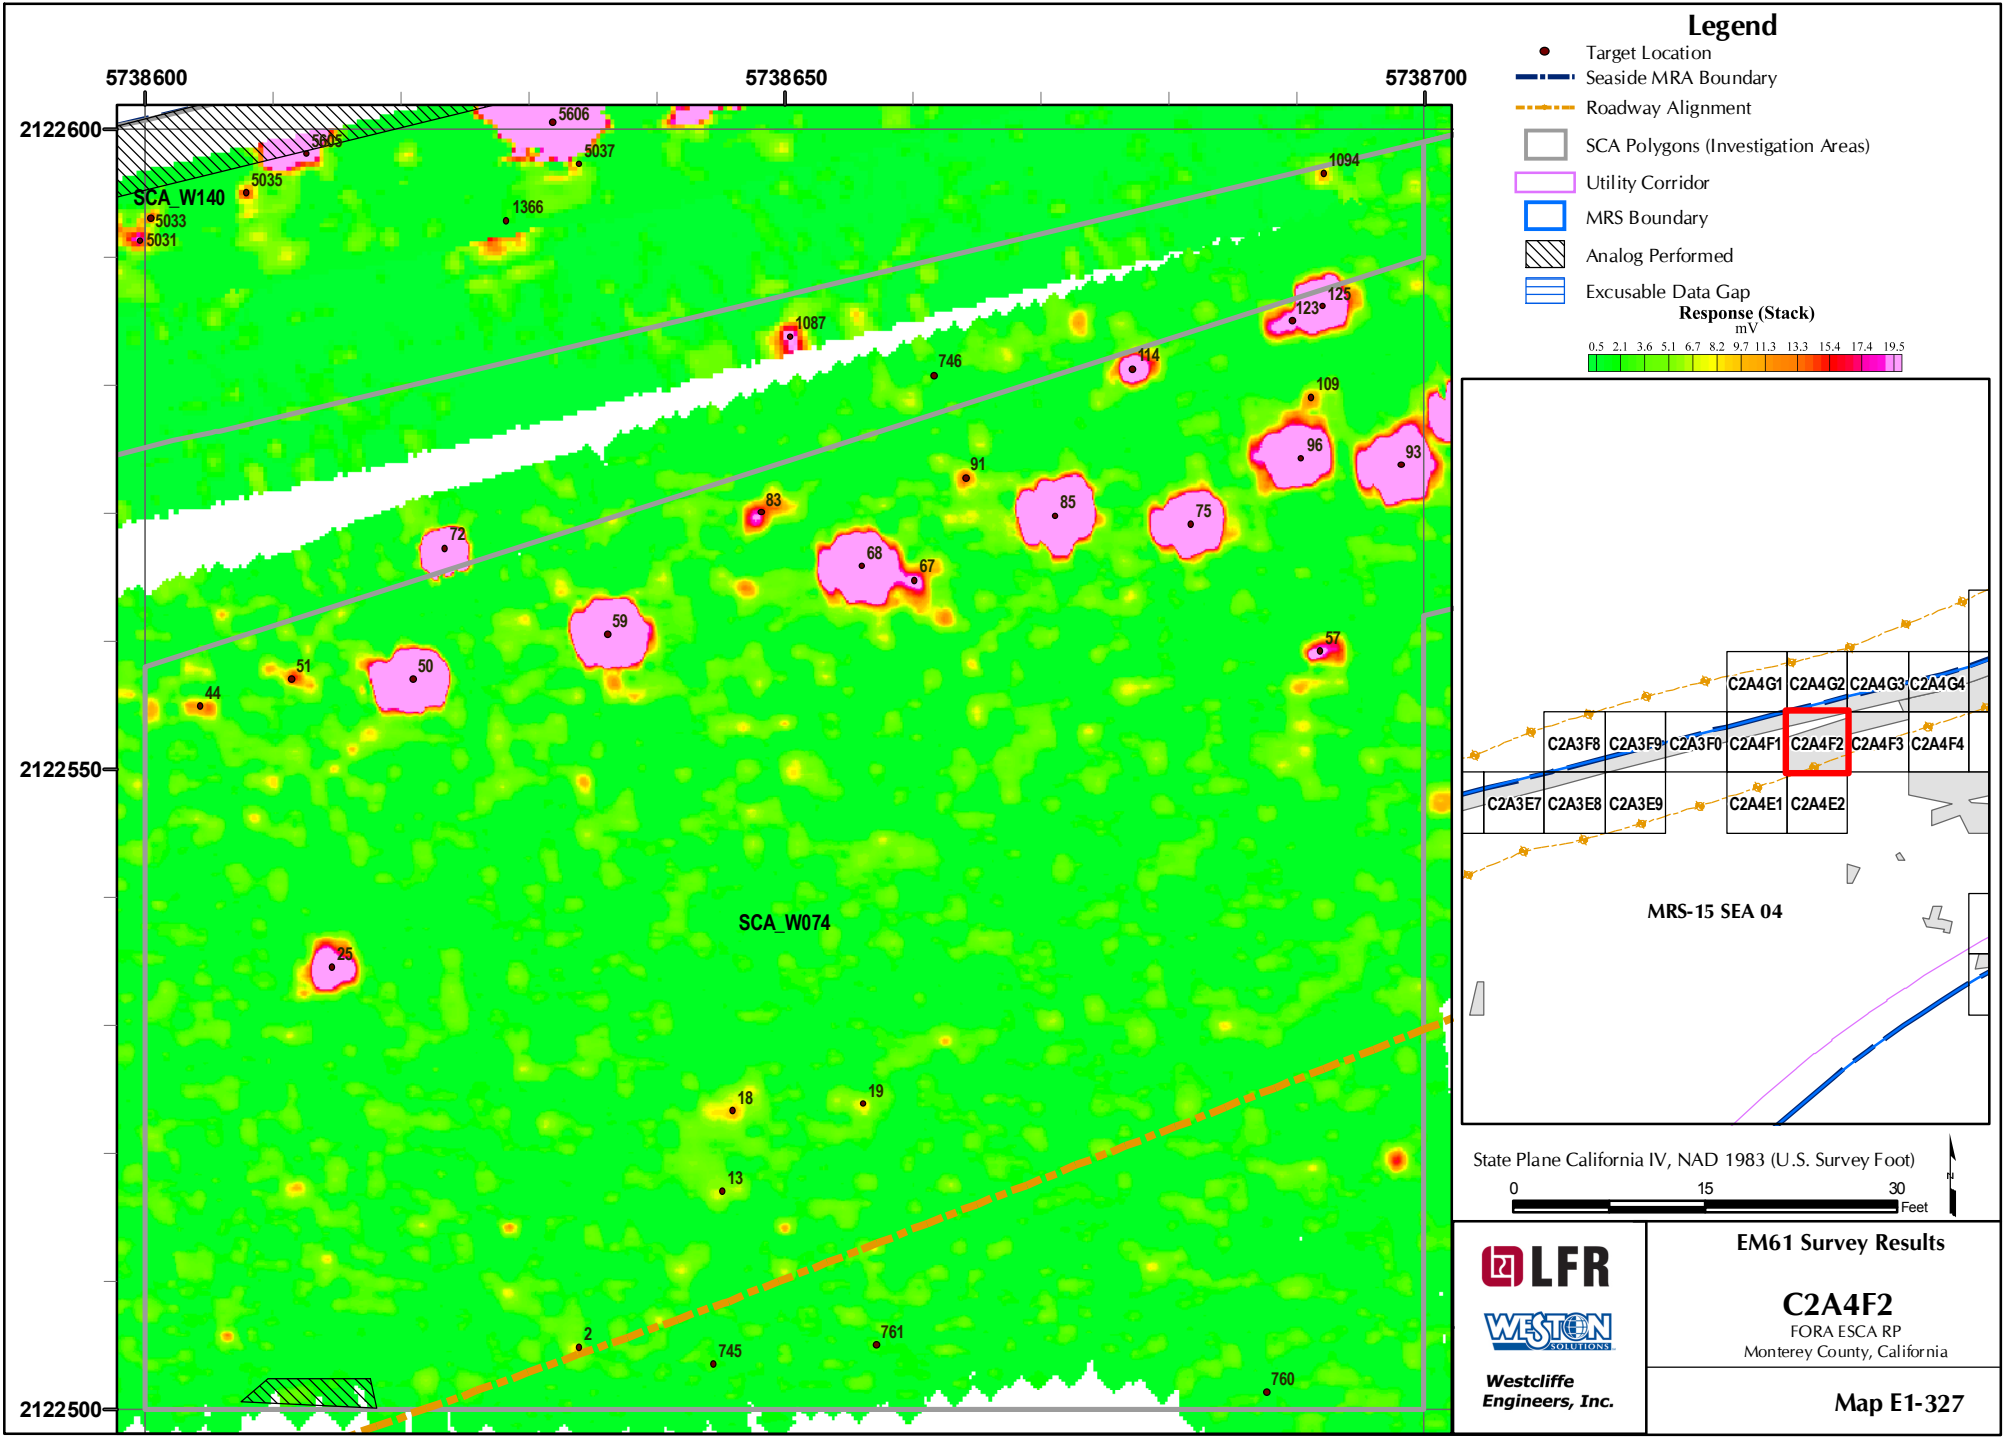 5738600
5738650
5738700
2122600
2122550
2122500
5606
5605
5037
1094
5035
SCA_W140
1366
5033
5031
125
123
1087
746
114
109
96
93
91
85
83
75
72
68
67
59
57
51
50
44
SCA_W074
25
18
19
13
2
745
761
760
Legend
Target Location
Seaside MRA Boundary
Roadway Alignment
SCA Polygons (Investigation Areas)
Utility Corridor
MRS Boundary
Analog Performed
Excusable Data Gap
Response (Stack)
mV
0.5 2.1 3.6 5.1 6.7 8.2 9.7 11.3 13.3 15.4 17.4 19.5
C2A4G1 C2A4G2 C2A4G3 C2A4G4
C2A3F8 C2A3F9 C2A3F0 C2A4F1 C2A4F2 C2A4F3 C2A4F4
C2A3E7 C2A3E8 C2A3E9 C2A4E1 C2A4E2
MRS-15 SEA 04
State Plane California IV, NAD 1983 (U.S. Survey Foot)
0 15 30
Feet
N
LFR
WESTON
SOLUTIONS
Westcliffe
Engineers, Inc.
EM61 Survey Results
C2A4F2
FORA ESCA RP
Monterey County, California
Map E1-327